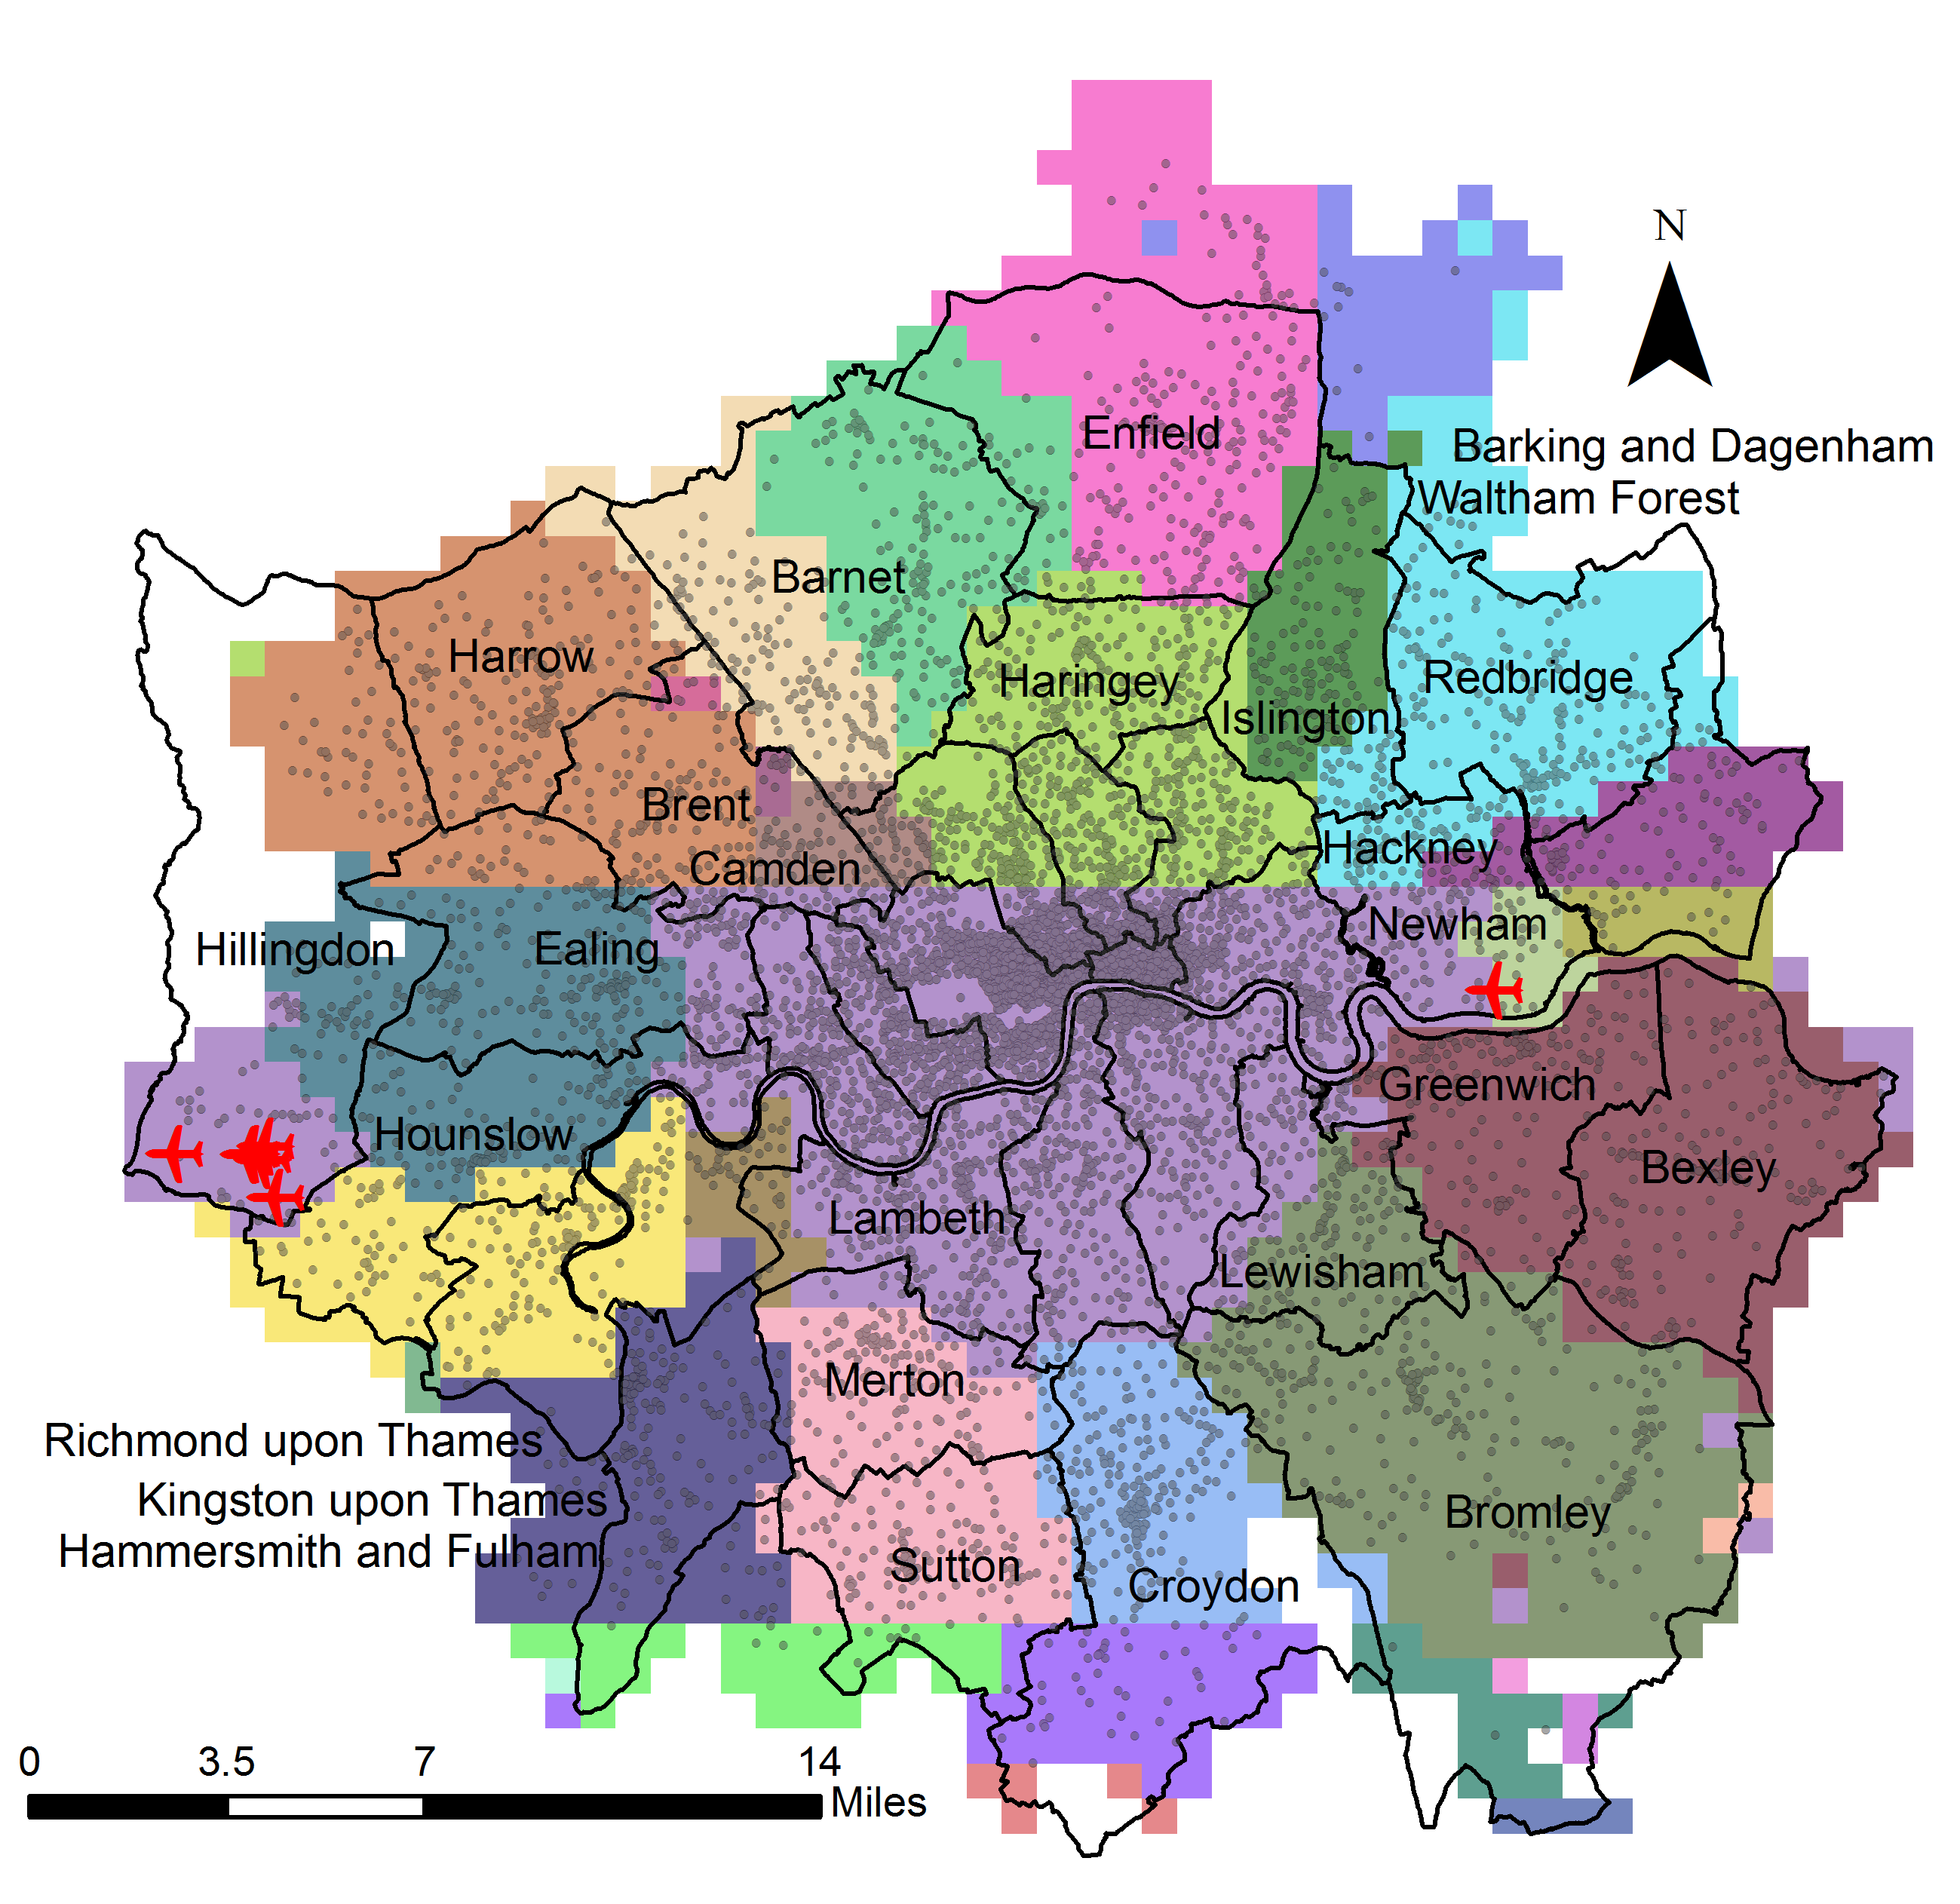 N
Enfield
Barking and Dagenham
Waltham Forest
Barnet
Harrow
Haringey
Redbridge
Islington
Brent
Hackney
Camden
Newham
Hillingdon
Ealing
Greenwich
Hounslow
Bexley
Lambeth
Lewisham
Merton
Richmond upon Thames
Kingston upon Thames
Bromley
Hammersmith and Fulham
Sutton
Croydon
0 3.5 7 14
Miles